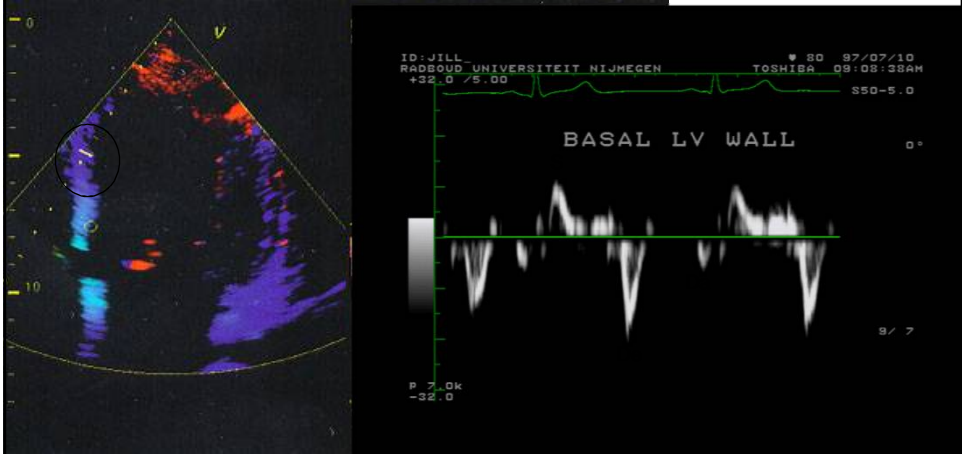 0
V
10
ID:JILL_
♥ 80 97/07/10
RADBOUD UNIVERSITEIT NIJMEGEN
TOSHIBA 09:08:38AM
+32.0 /5.00
S50-5.0
BASAL LV WALL
0°
9/ 7
P 7.0k
-32.0